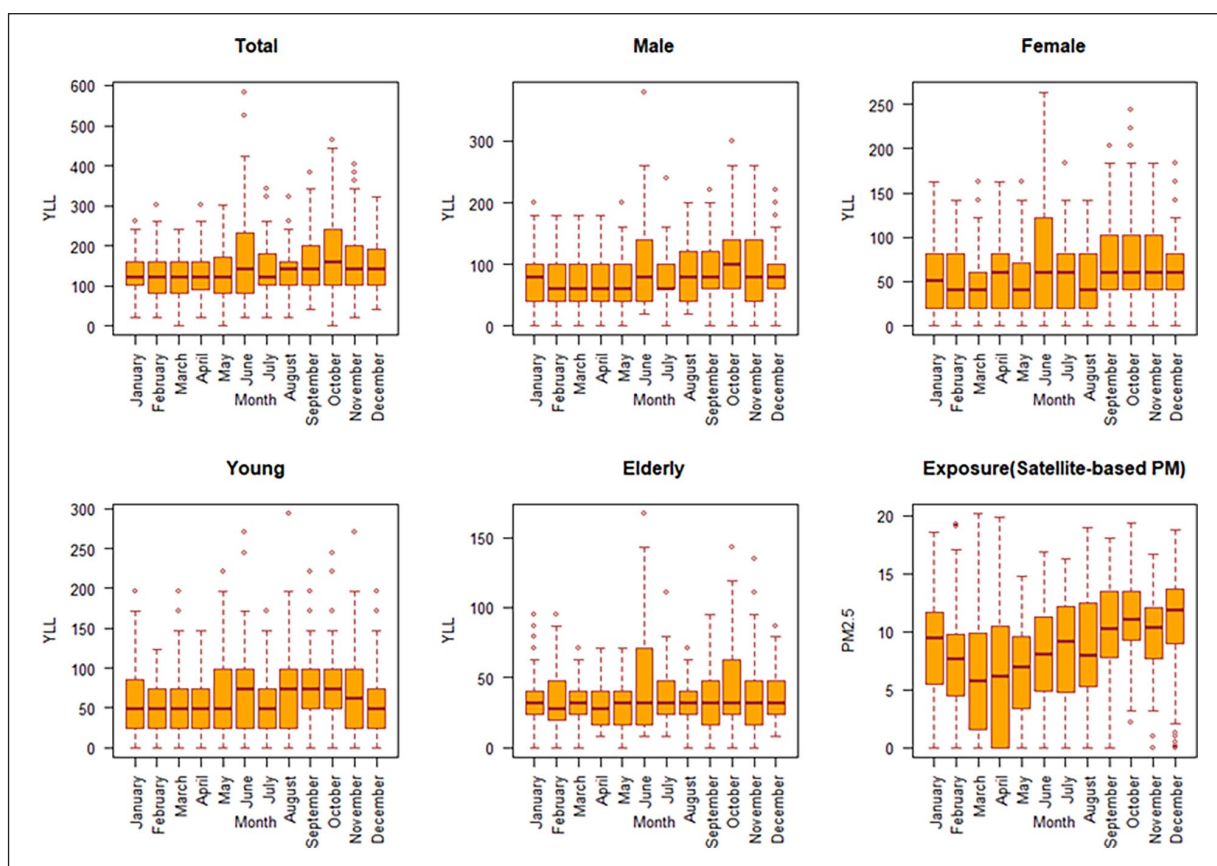 Total
YLL
600
500
400
300
200
100
0
January
February
March
April
May
June
July
August
September
October
November
December
Month
Male
YLL
300
200
100
0
January
February
March
April
May
June
July
August
September
October
November
December
Month
Female
YLL
250
200
150
100
50
0
January
February
March
April
May
June
July
August
September
October
November
December
Month
Young
YLL
300
250
200
150
100
50
0
January
February
March
April
May
June
July
August
September
October
November
December
Month
Elderly
YLL
150
100
50
0
January
February
March
April
May
June
July
August
September
October
November
December
Month
Exposure(Satellite-based PM)
PM2.5
20
15
10
5
0
January
February
March
April
May
June
July
August
September
October
November
December
Month